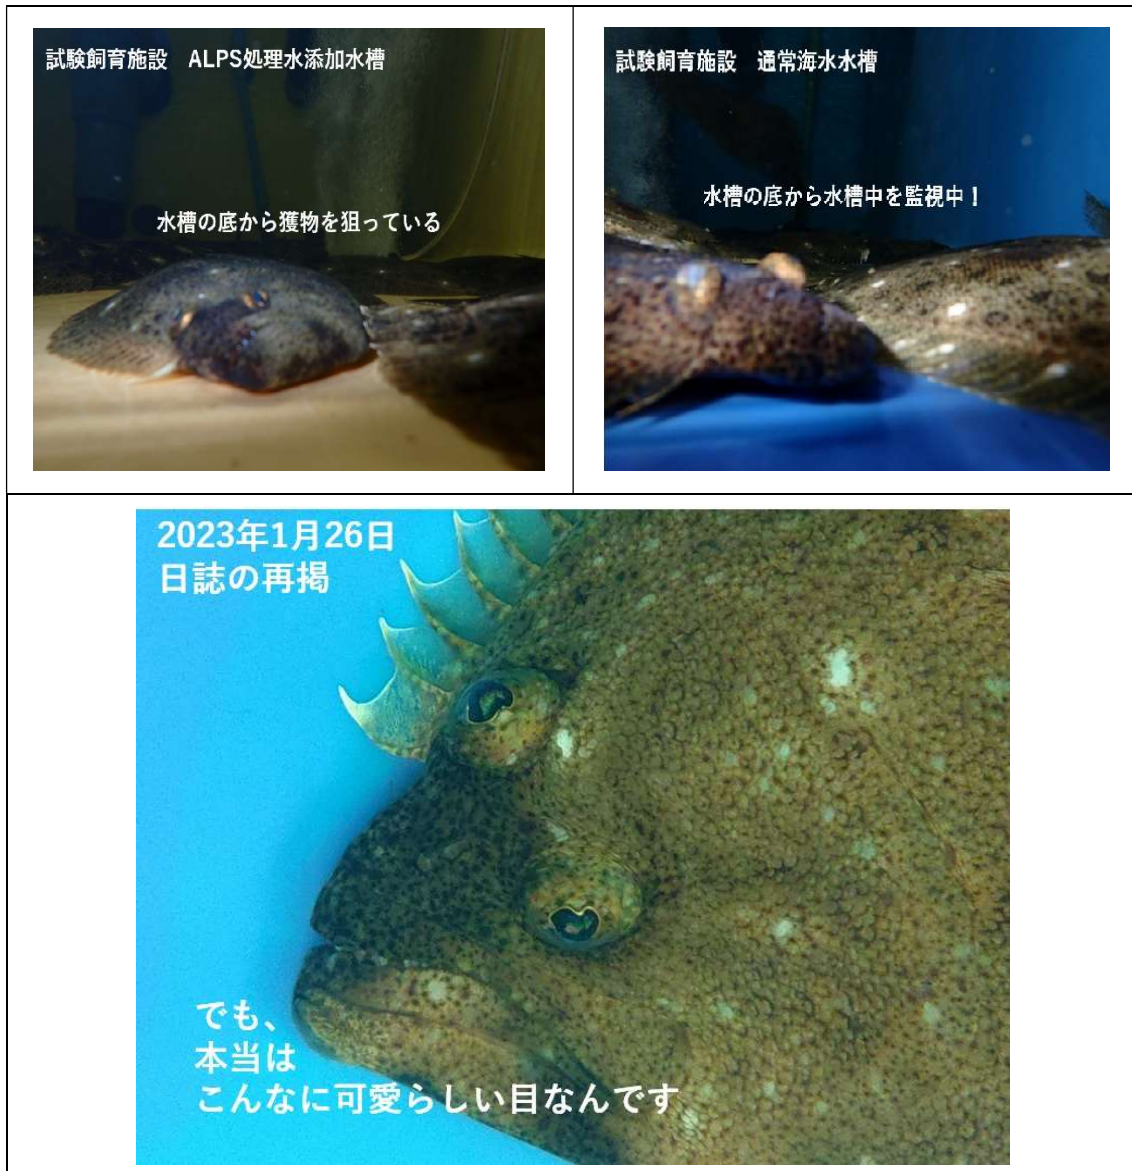 試験飼育施設　ALPS処理水添加水槽
水槽の底から獲物を狙っている
試験飼育施設　通常海水水槽
水槽の底から水槽中を監視中！
2023年1月26日
日誌の再掲
でも、
本当は
こんなに可愛らしい目なんです